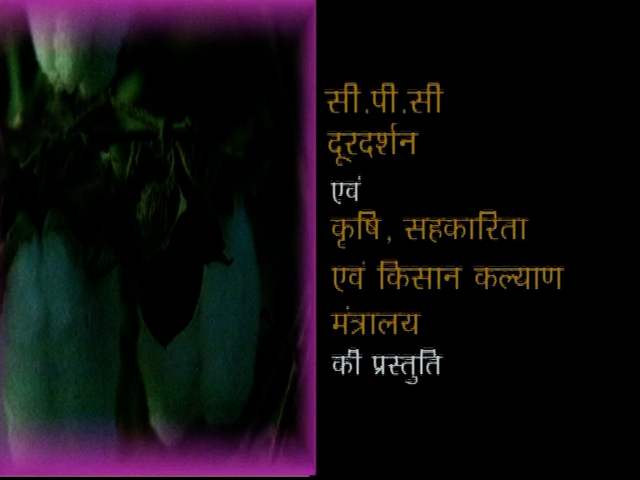 सी.पी.सी
दूरदर्शन
एवं
कृषि, सहकारिता
एवं किसान कल्याण
मंत्रालय
की प्रस्तुति